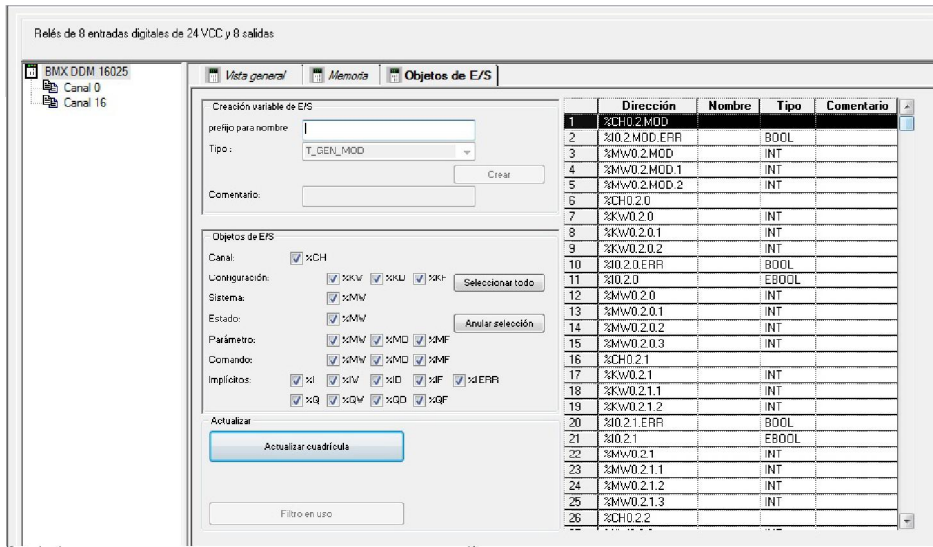 Relés de 8 entradas digitales de 24 VCC y 8 salidas
BMX DDM 16025
Canal 0
Canal 16
Vista general
Memoria
Objetos de E/S
Creación variable de E/S
prefijo para nombre
Tipo :
T_GEN_MOD
Crear
Comentario:
Objetos de E/S
Canal: %CH
Configuración: %KW %KD %KF Seleccionar todo
Sistema: %MW
Estado: %MW Anular selección
Parámetro: %MW %MD %MF
Comando: %MW %MD %MF
Implícitos: %I %IW %ID %IF %IERR
%Q %QW %QD %QF
Actualizar
Actualizar cuadrícula
Filtro en uso
Dirección Nombre Tipo Comentario
1 %CH0.2.MOD
2 %I0.2.MOD.ERR BOOL
3 %MW0.2.MOD INT
4 %MW0.2.MOD.1 INT
5 %MW0.2.MOD.2 INT
6 %CH0.2.0
7 %KW0.2.0 INT
8 %KW0.2.0.1 INT
9 %KW0.2.0.2 INT
10 %I0.2.0.ERR BOOL
11 %I0.2.0 EBOOL
12 %MW0.2.0 INT
13 %MW0.2.0.1 INT
14 %MW0.2.0.2 INT
15 %MW0.2.0.3 INT
16 %CH0.2.1
17 %KW0.2.1 INT
18 %KW0.2.1.1 INT
19 %KW0.2.1.2 INT
20 %I0.2.1.ERR BOOL
21 %I0.2.1 EBOOL
22 %MW0.2.1 INT
23 %MW0.2.1.1 INT
24 %MW0.2.1.2 INT
25 %MW0.2.1.3 INT
26 %CH0.2.2